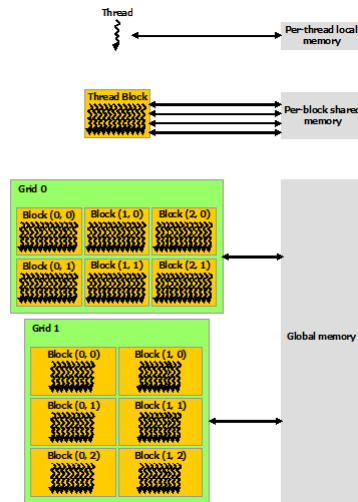 Thread
Per-thread local
memory
Thread Block
Per-block shared
memory
Grid 0
Block (0, 0) Block (1, 0) Block (2, 0)
Block (0, 1) Block (1, 1) Block (2, 1)
Grid 1
Block (0, 0) Block (1, 0)
Block (0, 1) Block (1, 1)
Block (0, 2) Block (1, 2)
Global memory